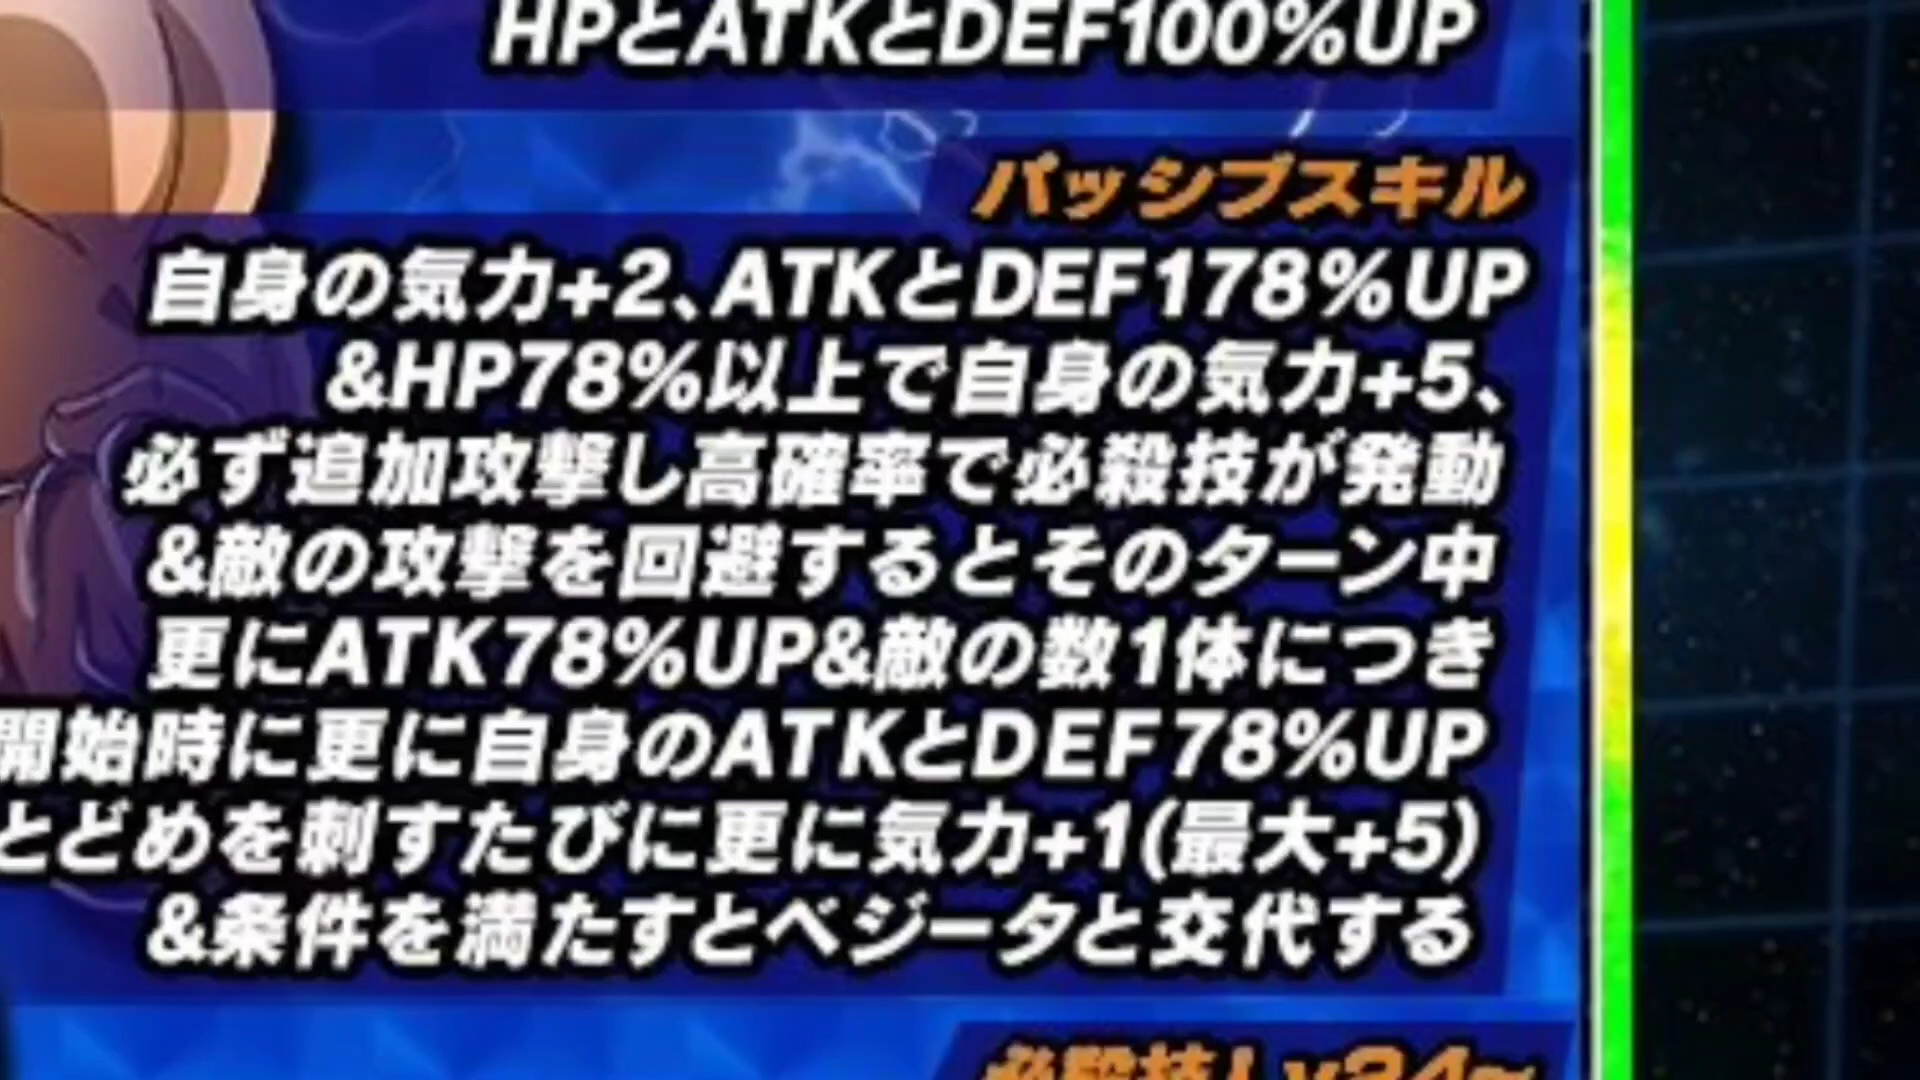 HPとATKとDEF100%UP
パッシブスキル
自身の気力+2、ATKとDEF178%UP
&HP78%以上で自身の気力+5、
必ず追加攻撃し高確率で必殺技が発動
&敵の攻撃を回避するとそのターン中
更にATK78%UP&敵の数1体につき
開始時に更に自身のATKとDEF78%UP
とどめを刺すたびに更に気力+1(最大+5)
&条件を満たすとベジータと交代する
必殺技Lv24~